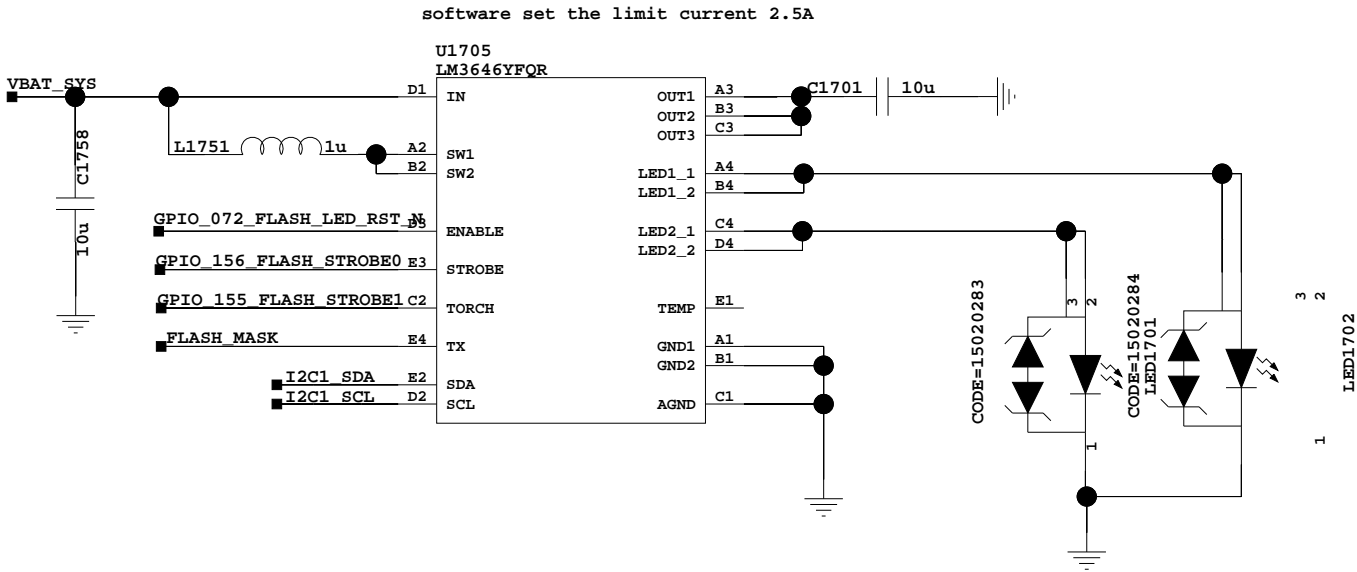 software set the limit current 2.5A
U1705
LM3646YFQR
VBAT_SYS
D1
IN
OUT1
A3
C1701
10u
OUT2
B3
OUT3
C3
C1758
10u
L1751
1u
A2
SW1
B2
SW2
LED1_1
A4
LED1_2
B4
GPIO_072_FLASH_LED_RST_N
D3
ENABLE
LED2_1
C4
LED2_2
D4
GPIO_156_FLASH_STROBE0
E3
STROBE
GPIO_155_FLASH_STROBE1
C2
TORCH
TEMP
E1
FLASH_MASK
E4
TX
GND1
A1
GND2
B1
I2C1_SDA
E2
SDA
I2C1_SCL
D2
SCL
AGND
C1
CODE=15020283
3
2
1
CODE=15020284
LED1701
3
2
1
LED1702